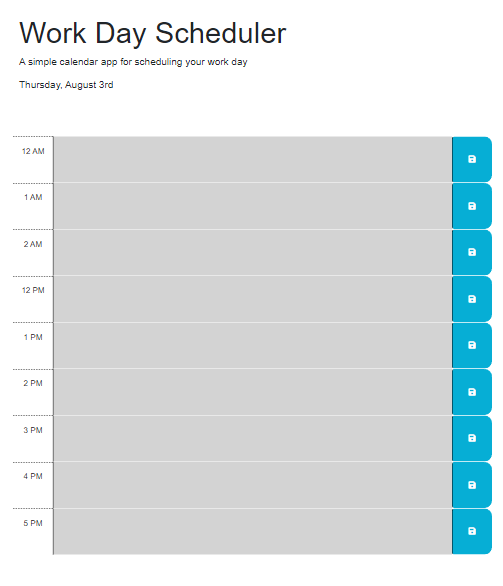 Work Day Scheduler
A simple calendar app for scheduling your work day
Thursday, August 3rd
12 AM
1 AM
2 AM
12 PM
1 PM
2 PM
3 PM
4 PM
5 PM